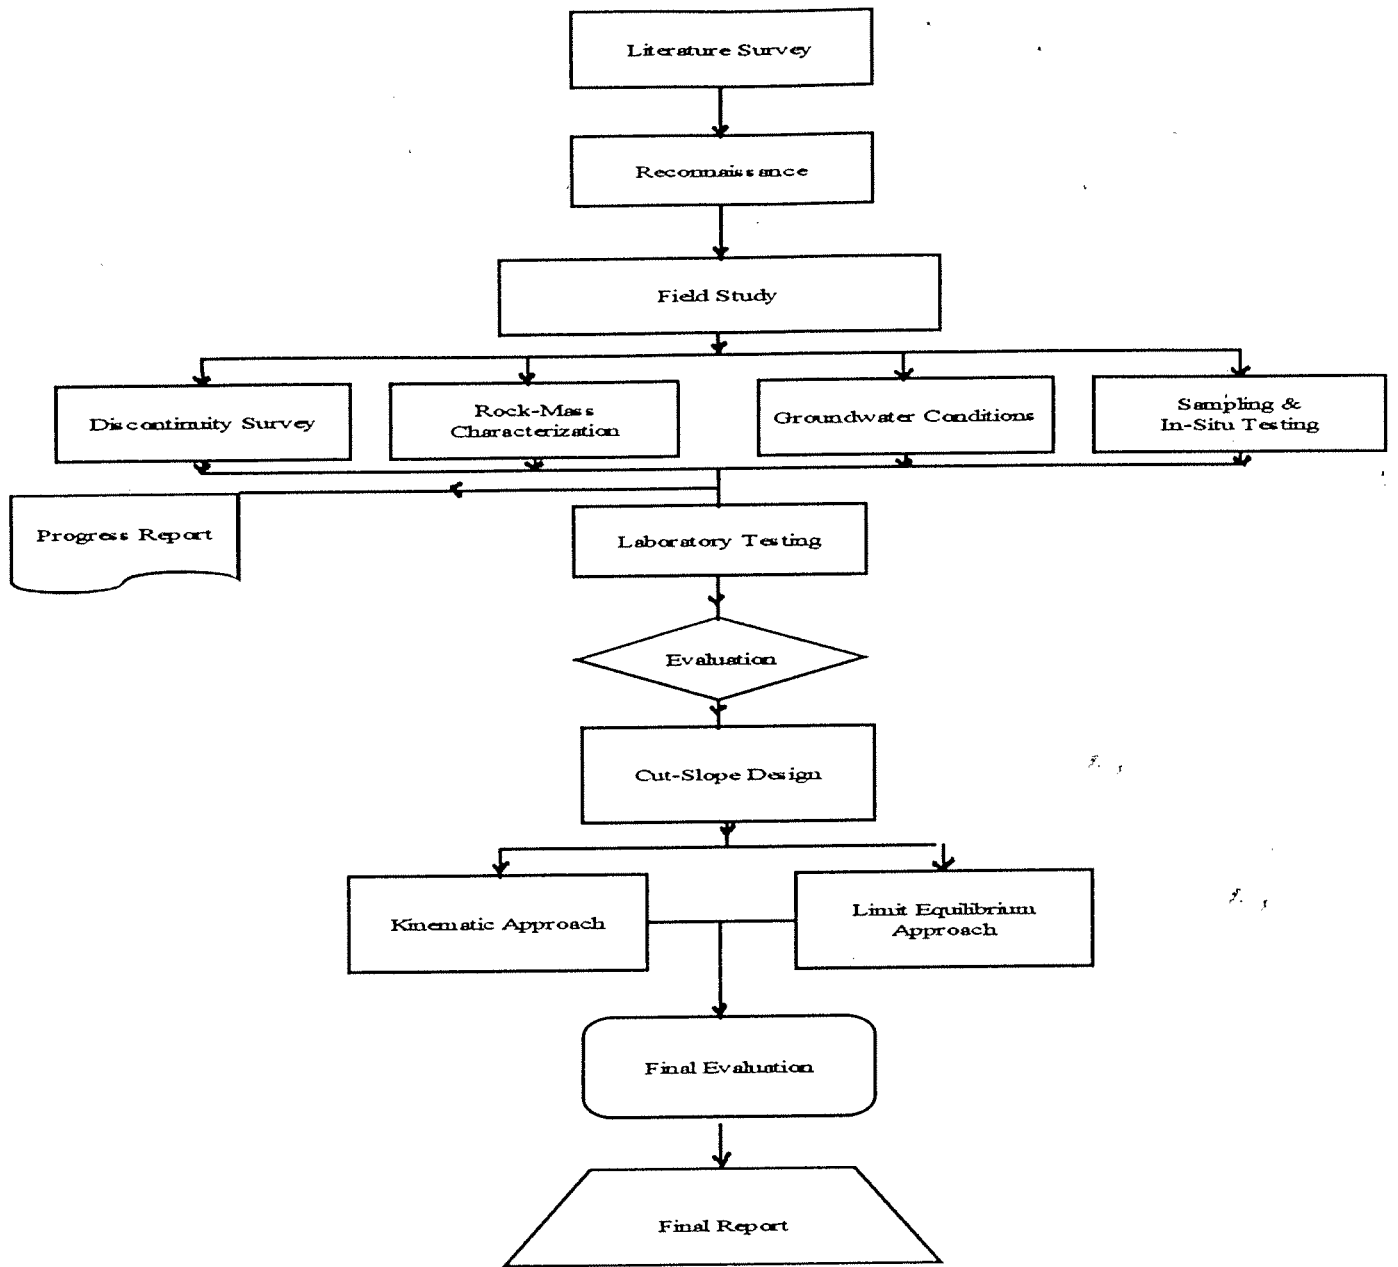 Literature Survey
Reconnaissance
Field Study
Discontinuity Survey
Rock-Mass
Characterization
Groundwater Conditions
Sampling &
In-Situ Testing
Progress Report
Laboratory Testing
Evaluation
Cut-Slope Design
Kinematic Approach
Limit Equilibrium
Approach
Final Evaluation
Final Report